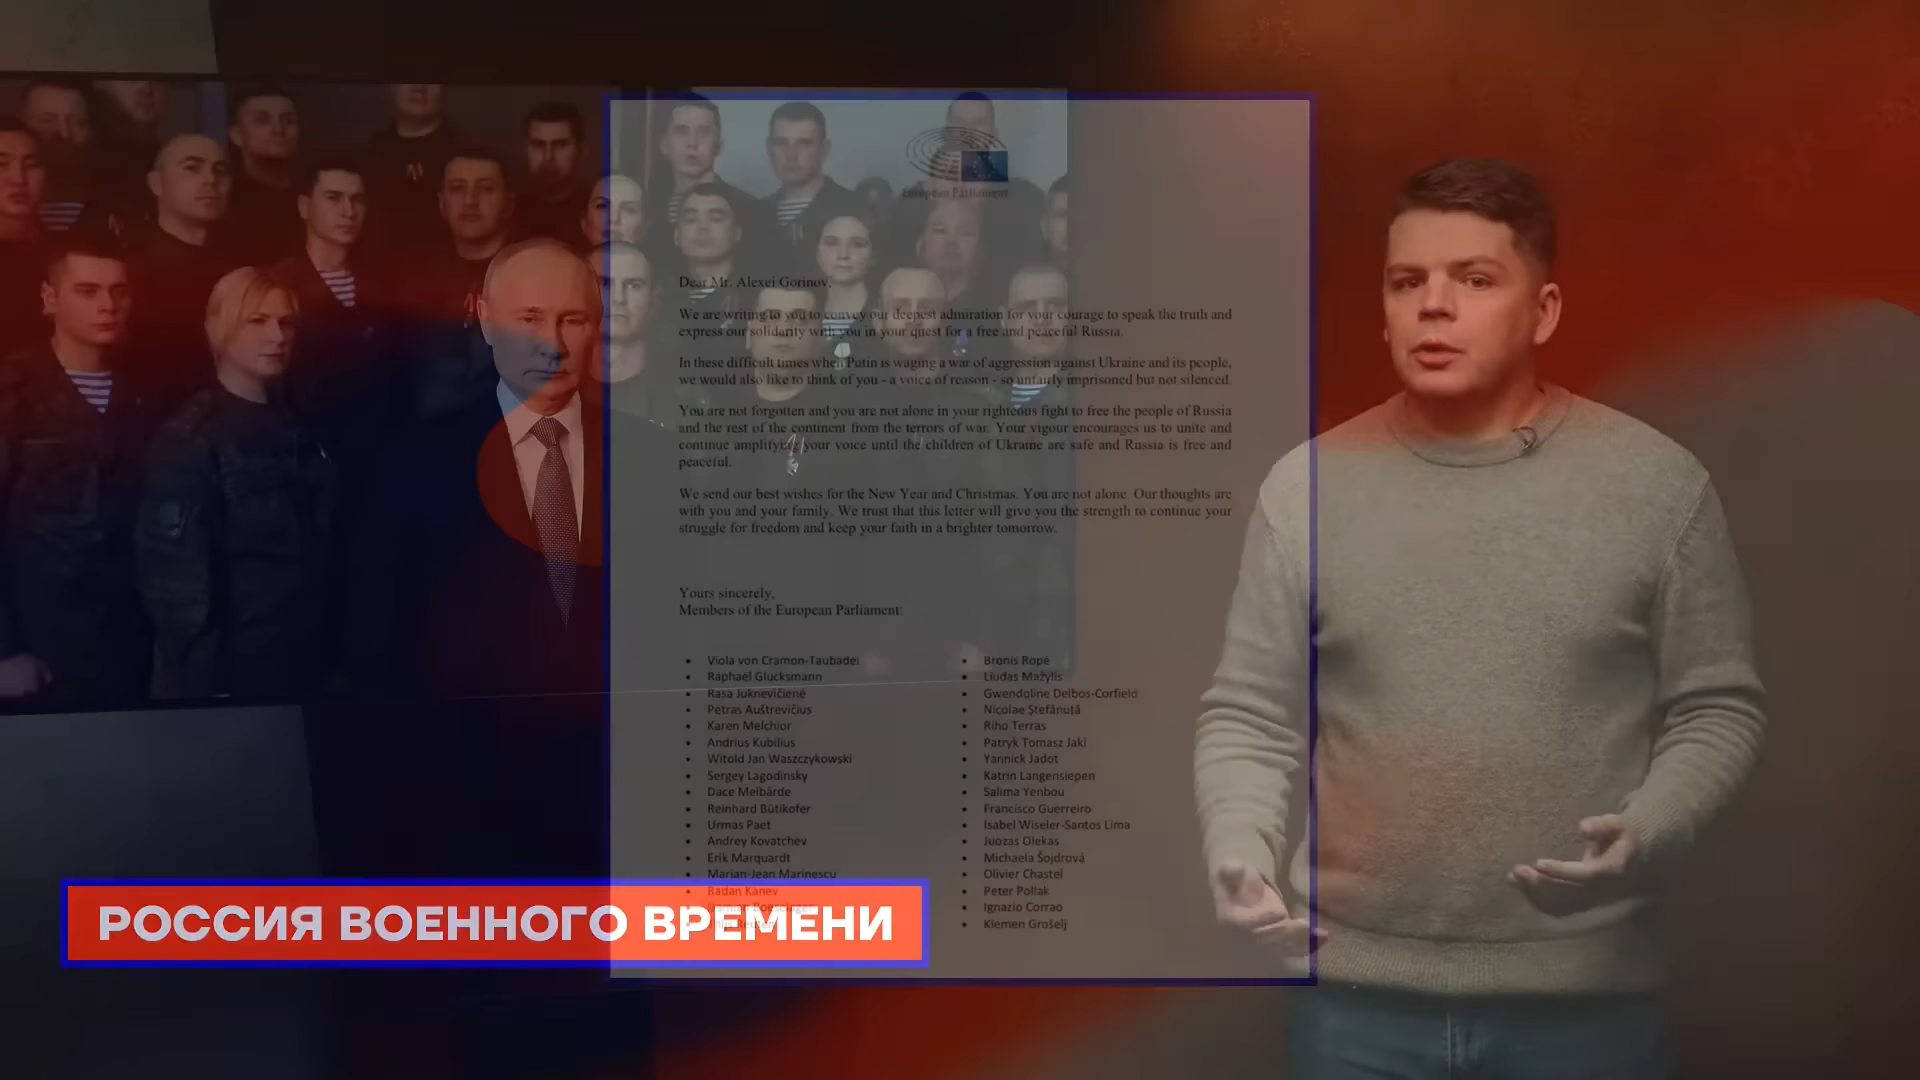 European Parliament
Dear Mr. Alexei Gorinov,
We are writing to you to convey our deepest admiration for your courage to speak the truth and
express our solidarity with you in your quest for a free and peaceful Russia.
In these difficult times when Putin is waging a war of aggression against Ukraine and its people,
we would also like to think of you - a voice of reason - so unfairly imprisoned but not silenced.
You are not forgotten and you are not alone in your righteous fight to free the people of Russia
and the rest of the continent from the terrors of war. Your vigour encourages us to unite and
continue amplifying your voice until the children of Ukraine are safe and Russia is free and
peaceful.
We send our best wishes for the New Year and Christmas. You are not alone. Our thoughts are
with you and your family. We trust that this letter will give you the strength to continue your
struggle for freedom and keep your faith in a brighter tomorrow.
Yours sincerely,
Members of the European Parliament:
Viola von Cramon-Taubadel
Raphaël Glucksmann
Rasa Juknevičienė
Petras Auštrevičius
Karen Melchior
Andrius Kubilius
Witold Jan Waszczykowski
Sergey Lagodinsky
Dace Melbārde
Reinhard Bütikofer
Urmas Paet
Andrey Kovatchev
Erik Marquardt
Marian-Jean Marinescu
Radan Kanev
Bronis Ropė
Liudas Mažylis
Gwendoline Delbos-Corfield
Nicolae Ștefănuță
Riho Terras
Patryk Tomasz Jaki
Yannick Jadot
Katrin Langensiepen
Salima Yenbou
Francisco Guerreiro
Isabel Wiseler-Santos Lima
Juozas Olekas
Michaela Šojdrová
Olivier Chastel
Peter Pollak
Ignazio Corrao
Klemen Grošelj
РОССИЯ ВОЕННОГО ВРЕМЕНИ